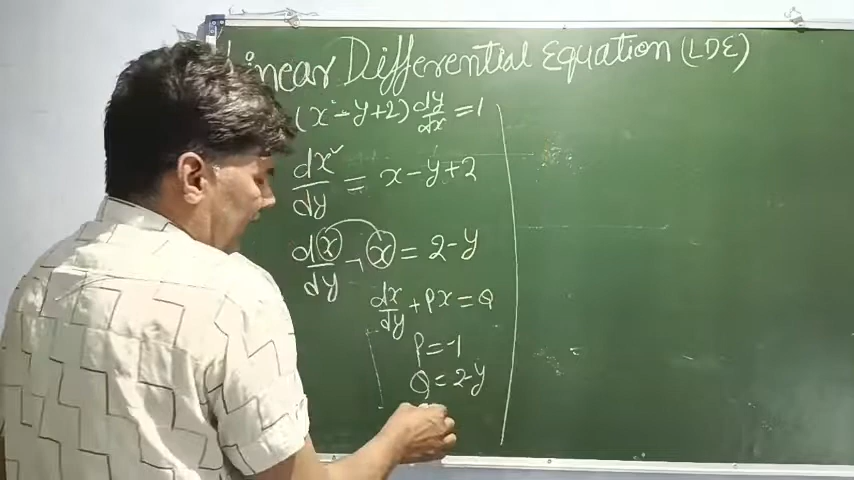 Linear Differential Equation (LDE)
(x-y+2) dy/dx = 1
dx/dy = x-y+2
dx/dy - x = 2-y
dx/dy + Px = Q
P = -1
Q = 2-y